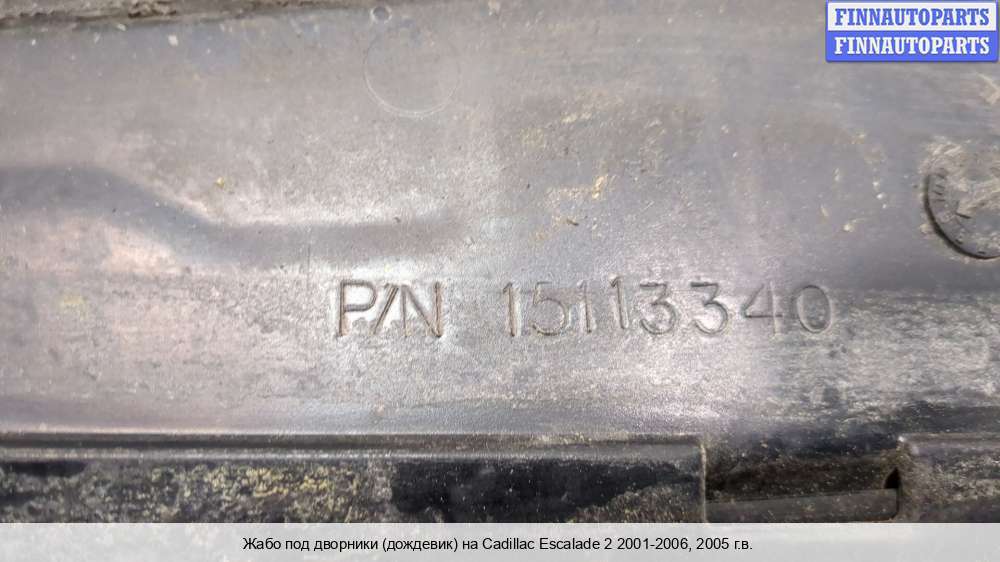 FINNAUTOPARTS
FINNAUTOPARTS
P/N 15113340
Жабо под дворники (дождевик) на Cadillac Escalade 2 2001-2006, 2005 г.в.